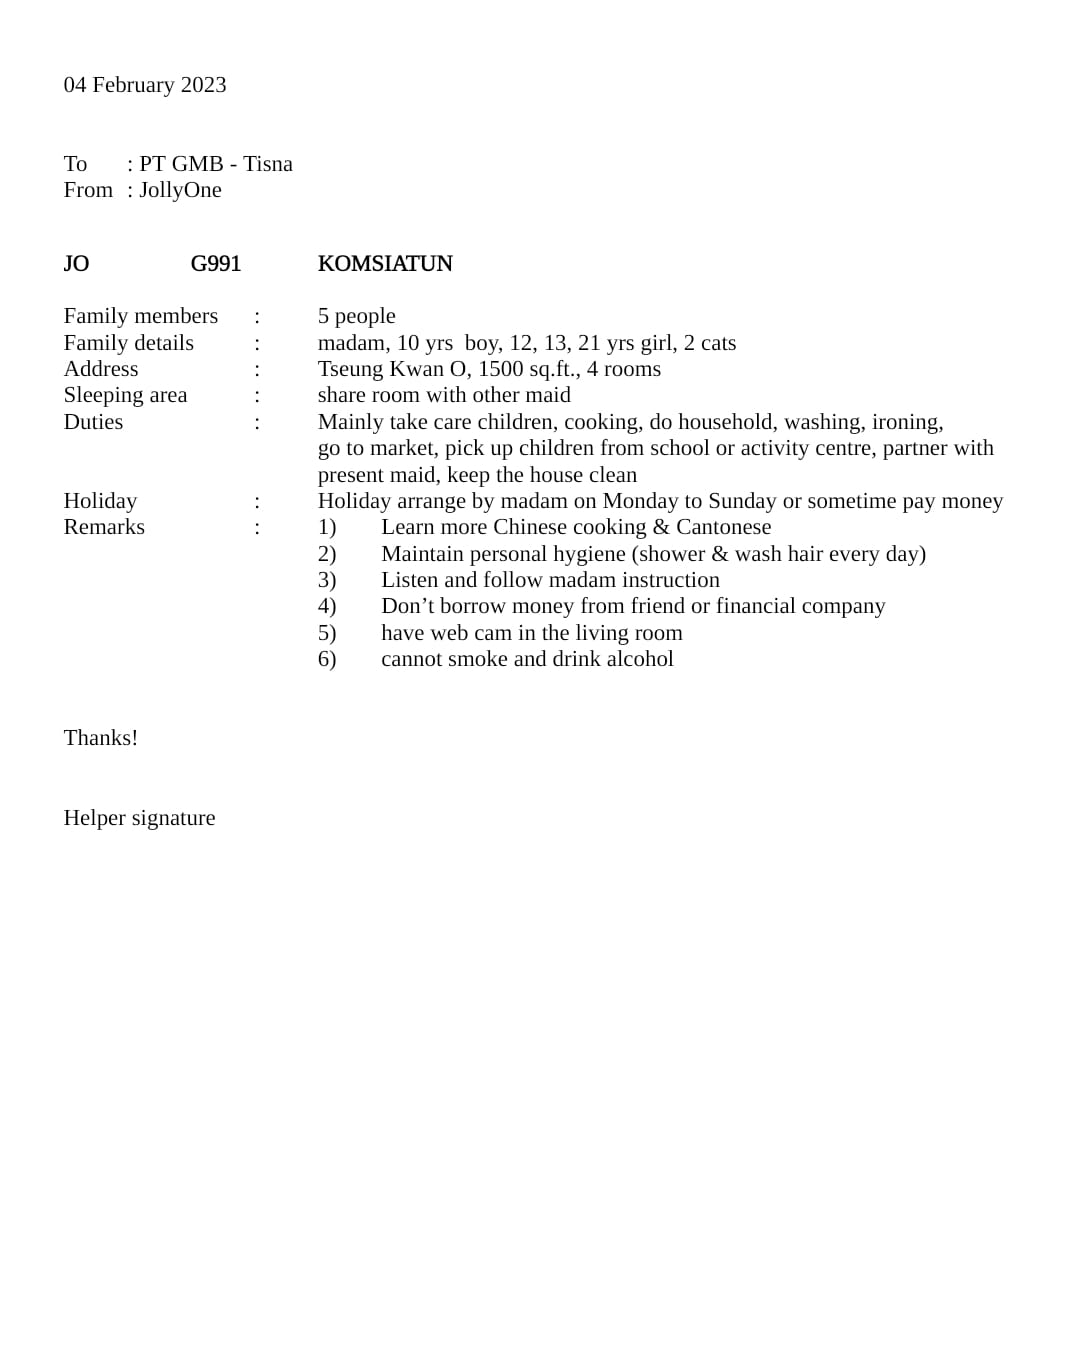 04 February 2023
To : PT GMB - Tisna
From : JollyOne
JO G991 KOMSIATUN
Family members : 5 people
Family details : madam, 10 yrs  boy, 12, 13, 21 yrs girl, 2 cats
Address : Tseung Kwan O, 1500 sq.ft., 4 rooms
Sleeping area : share room with other maid
Duties : Mainly take care children, cooking, do household, washing, ironing,
go to market, pick up children from school or activity centre, partner with
present maid, keep the house clean
Holiday : Holiday arrange by madam on Monday to Sunday or sometime pay money
Remarks : 1) Learn more Chinese cooking & Cantonese
2) Maintain personal hygiene (shower & wash hair every day)
3) Listen and follow madam instruction
4) Don’t borrow money from friend or financial company
5) have web cam in the living room
6) cannot smoke and drink alcohol
Thanks!
Helper signature